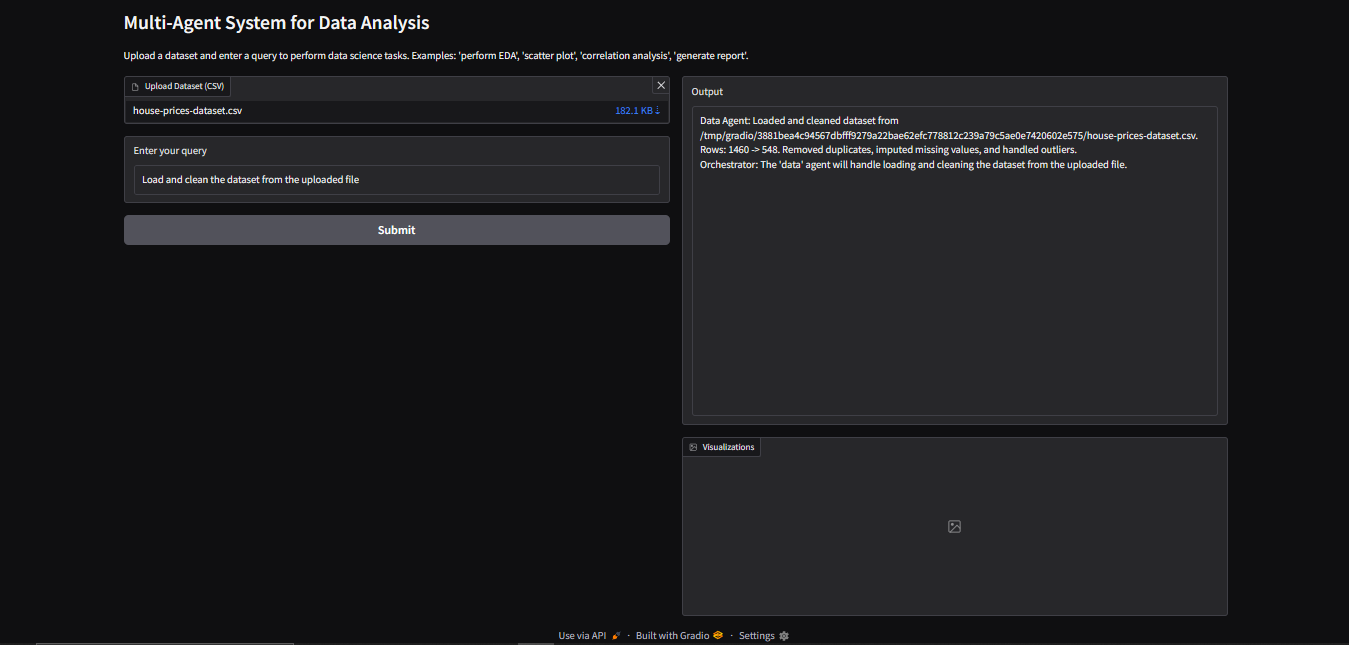 Multi-Agent System for Data Analysis
Upload a dataset and enter a query to perform data science tasks. Examples: 'perform EDA', 'scatter plot', 'correlation analysis', 'generate report'.
Upload Dataset (CSV)
house-prices-dataset.csv
182.1 KB ↓
Enter your query
Load and clean the dataset from the uploaded file
Submit
Output
Data Agent: Loaded and cleaned dataset from
/tmp/gradio/3881bea4c94567dbfff9279a22bae62efc778812c239a79c5ae0e7420602e575/house-prices-dataset.csv.
Rows: 1460 -> 548. Removed duplicates, imputed missing values, and handled outliers.
Orchestrator: The 'data' agent will handle loading and cleaning the dataset from the uploaded file.
Visualizations
Use via API · Built with Gradio · Settings